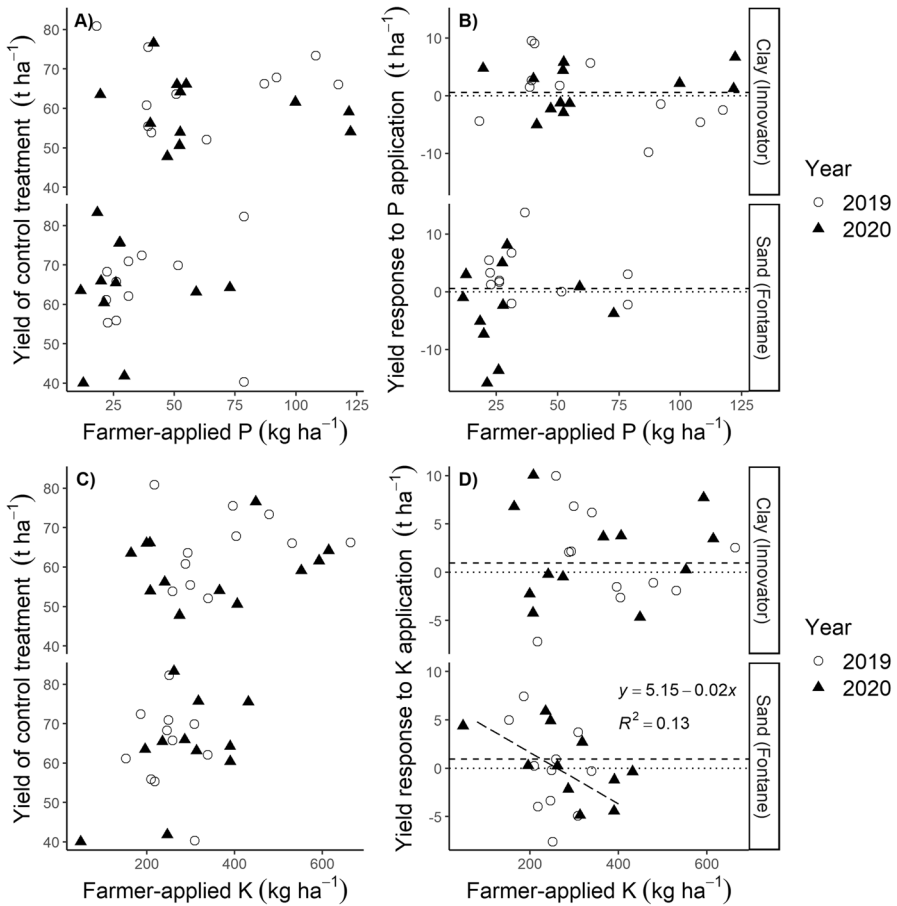 A)
Yield of control treatment (t ha⁻¹)
80
70
60
50
40
80
70
60
50
40
25 50 75 100 125
Farmer-applied P (kg ha⁻¹)
B)
Yield response to P application (t ha⁻¹)
10
0
-10
10
0
-10
25 50 75 100 125
Farmer-applied P (kg ha⁻¹)
Clay (Innovator)
Sand (Fontane)
Year
2019
2020
C)
Yield of control treatment (t ha⁻¹)
80
70
60
50
40
80
70
60
50
40
200 400 600
Farmer-applied K (kg ha⁻¹)
D)
Yield response to K application (t ha⁻¹)
10
5
0
-5
10
5
0
-5
y = 5.15 − 0.02x
R² = 0.13
200 400 600
Farmer-applied K (kg ha⁻¹)
Clay (Innovator)
Sand (Fontane)
Year
2019
2020